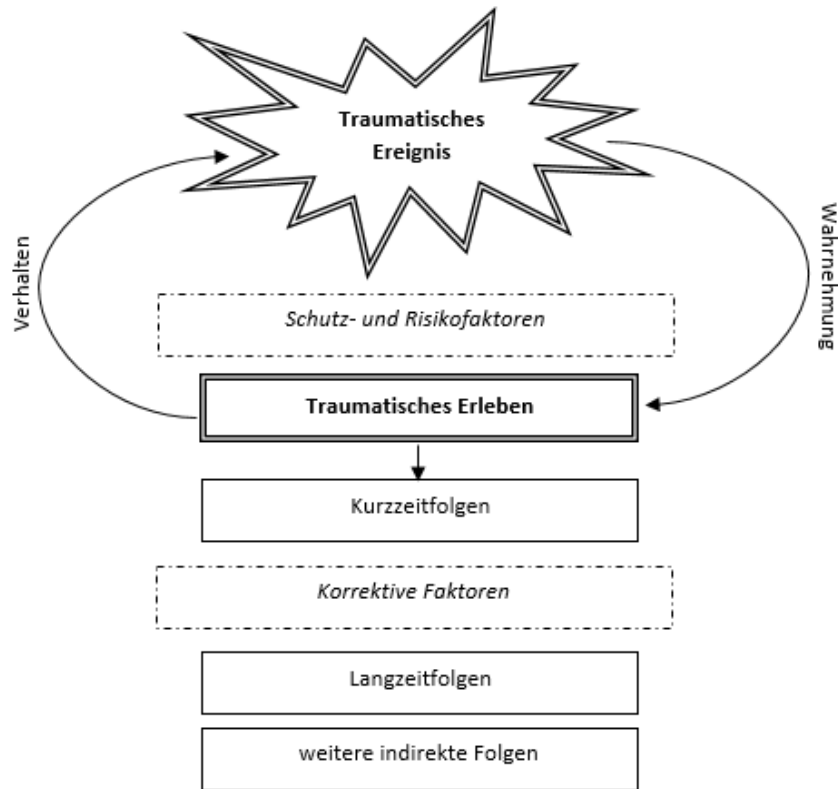 Traumatisches
Ereignis
Verhalten
Wahrnehmung
Schutz- und Risikofaktoren
Traumatisches Erleben
Kurzzeitfolgen
Korrektive Faktoren
Langzeitfolgen
weitere indirekte Folgen